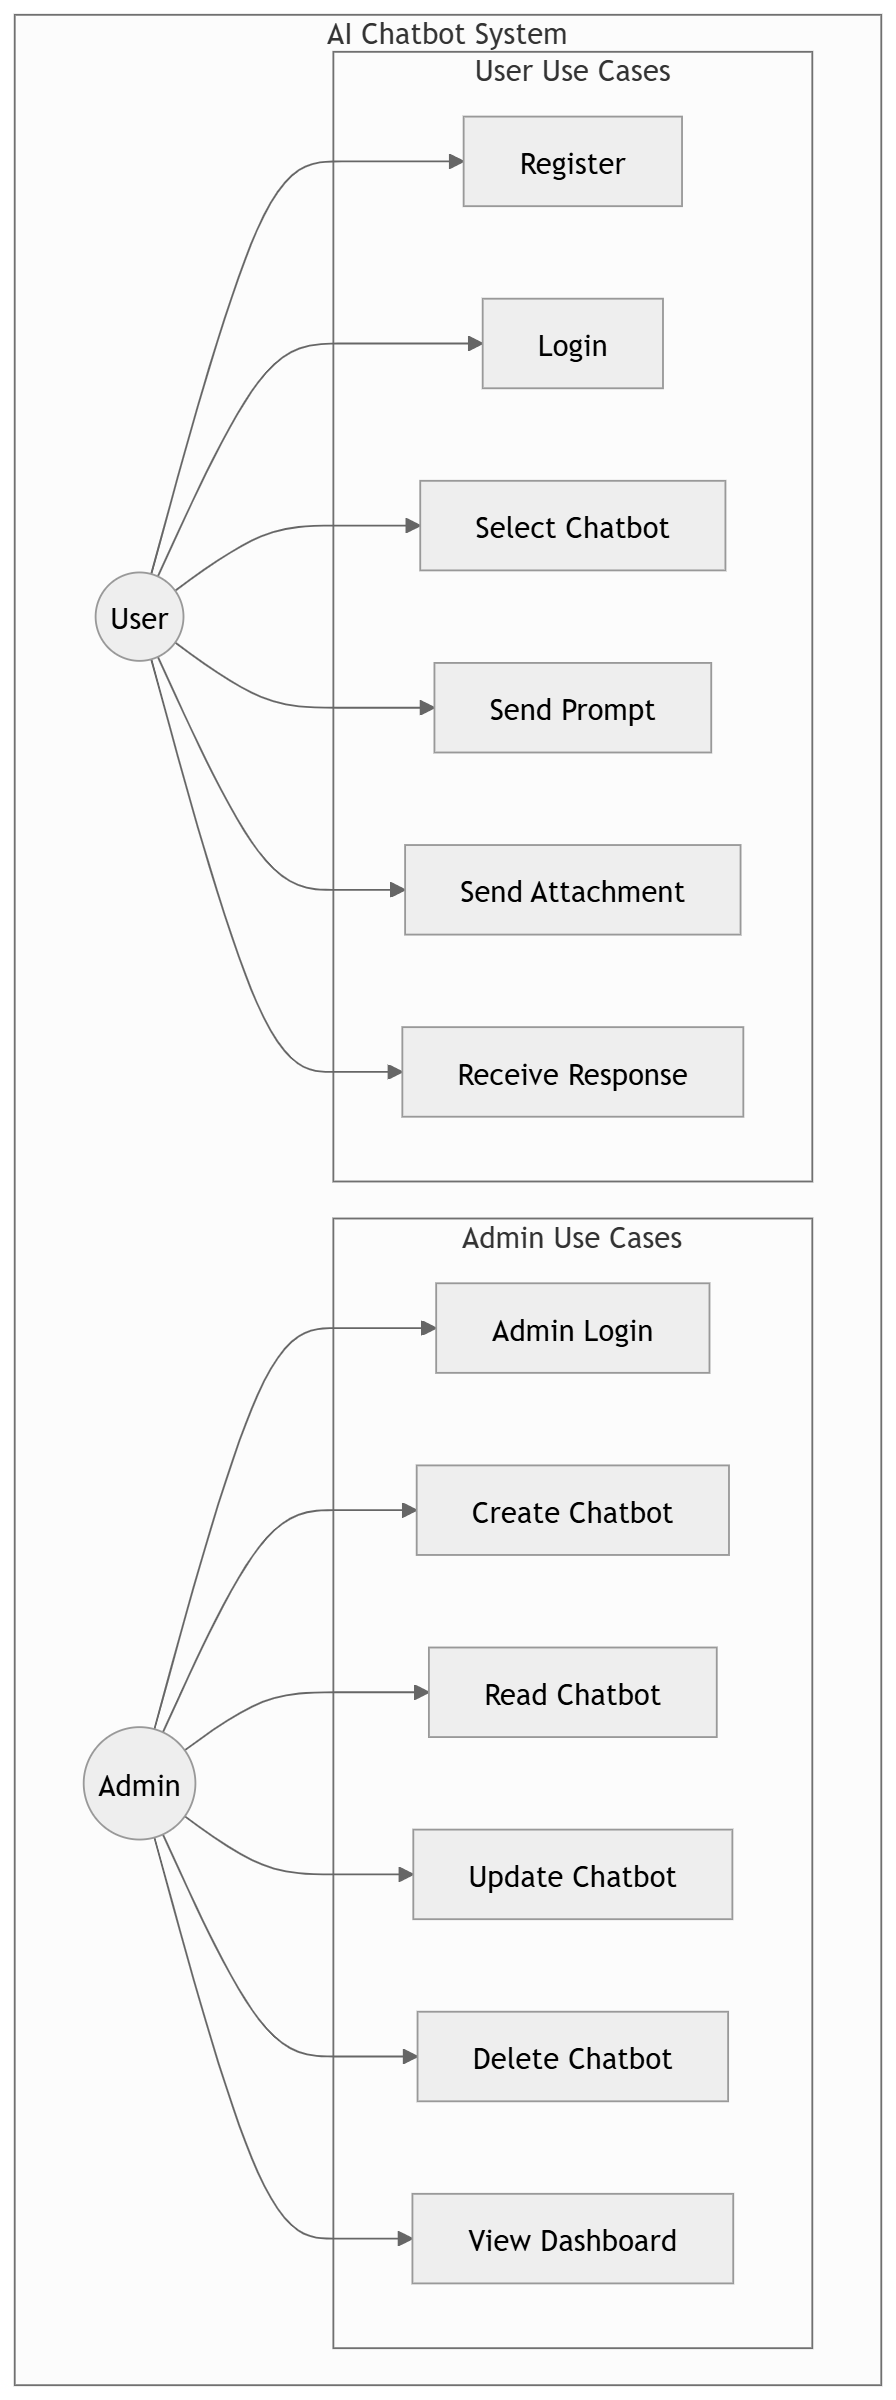 AI Chatbot System
User Use Cases
Register
Login
Select Chatbot
User
Send Prompt
Send Attachment
Receive Response
Admin Use Cases
Admin Login
Create Chatbot
Read Chatbot
Admin
Update Chatbot
Delete Chatbot
View Dashboard